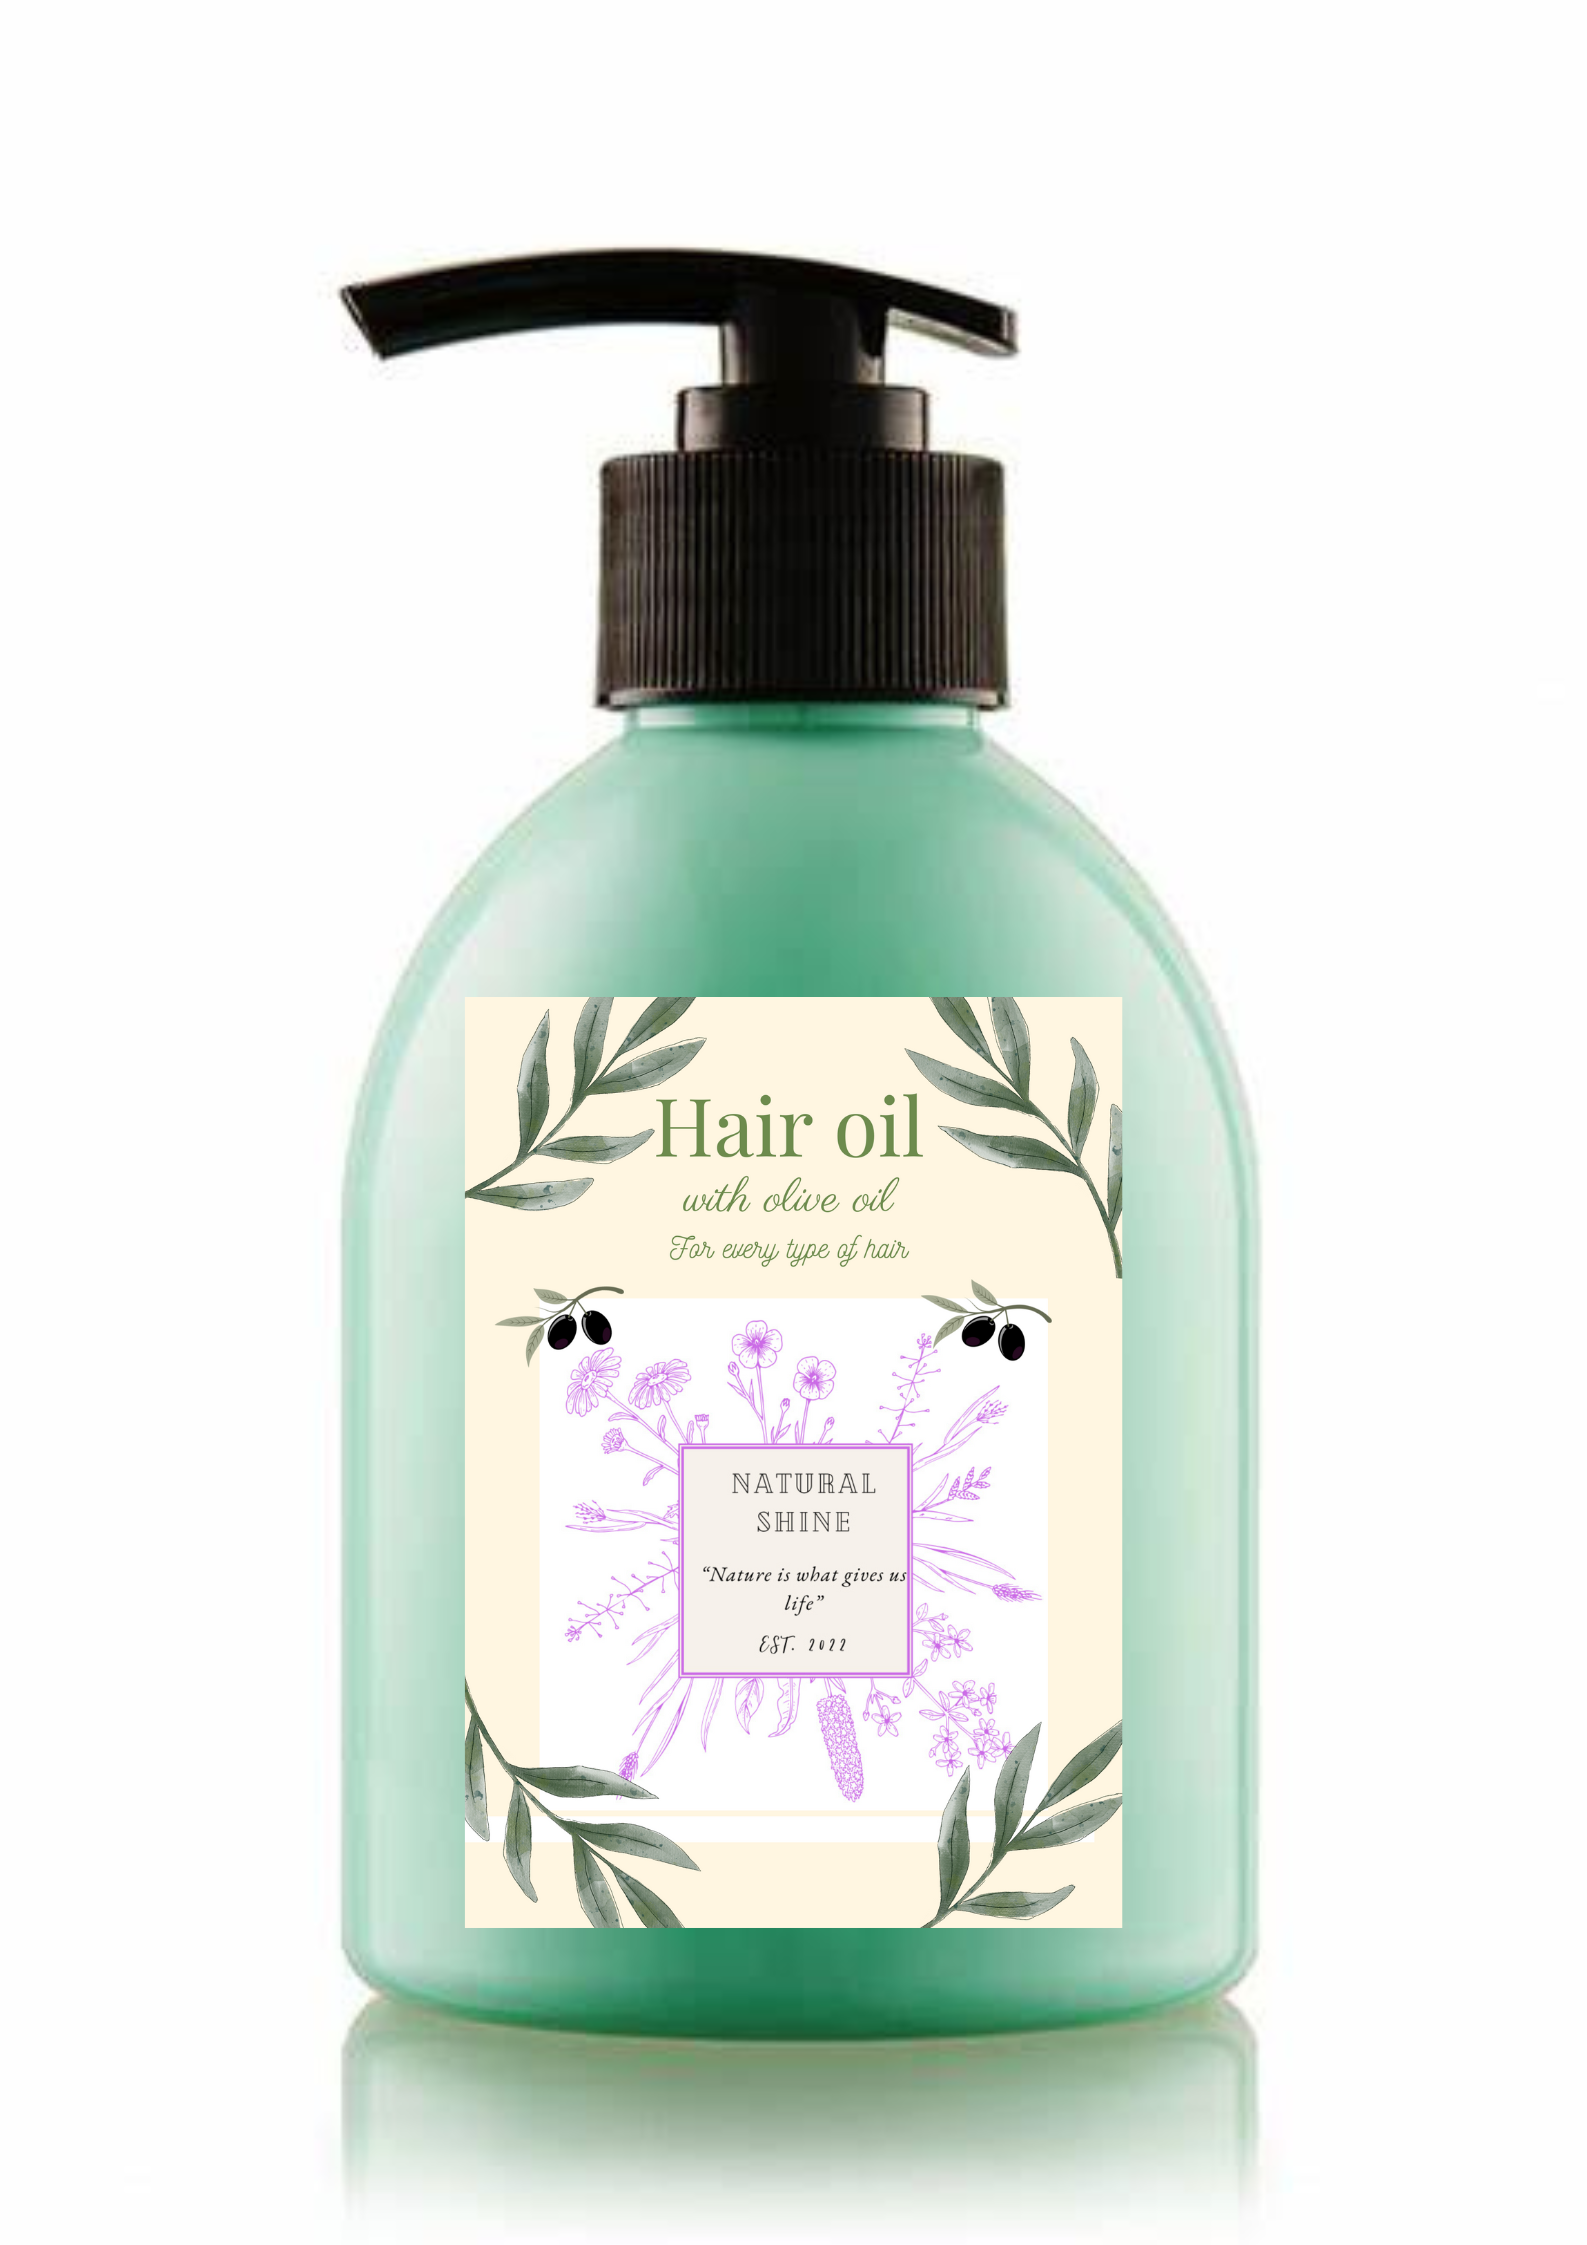 Hair oil
with olive oil
For every type of hair
NATURAL
SHINE
“Nature is what gives us
life”
EST. 2022